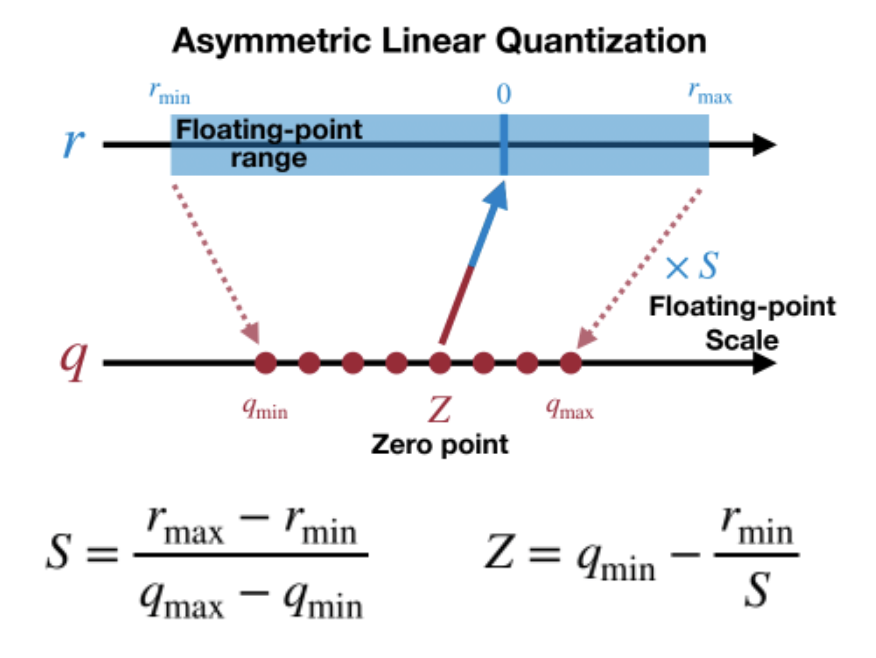 Asymmetric Linear Quantization
r_min 0 r_max
r Floating-point
range
× S
Floating-point
Scale
q
q_min Z q_max
Zero point
S = (r_max − r_min) / (q_max − q_min)
Z = q_min − r_min / S